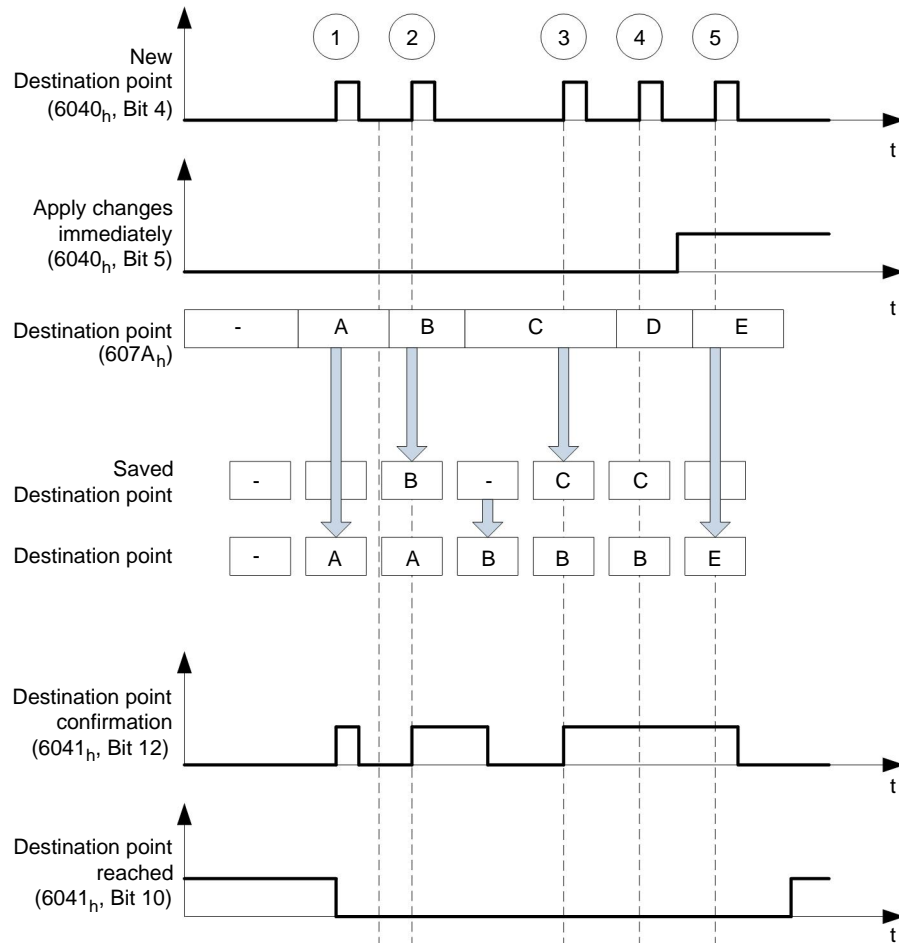 1 2 3 4 5
New
Destination point
(6040h, Bit 4)
t
Apply changes
immediately
(6040h, Bit 5)
t
Destination point
(607Ah)
- A B C D E
Saved
Destination point
- B - C C
Destination point
- A A B B B E
Destination point
confirmation
(6041h, Bit 12)
t
Destination point
reached
(6041h, Bit 10)
t